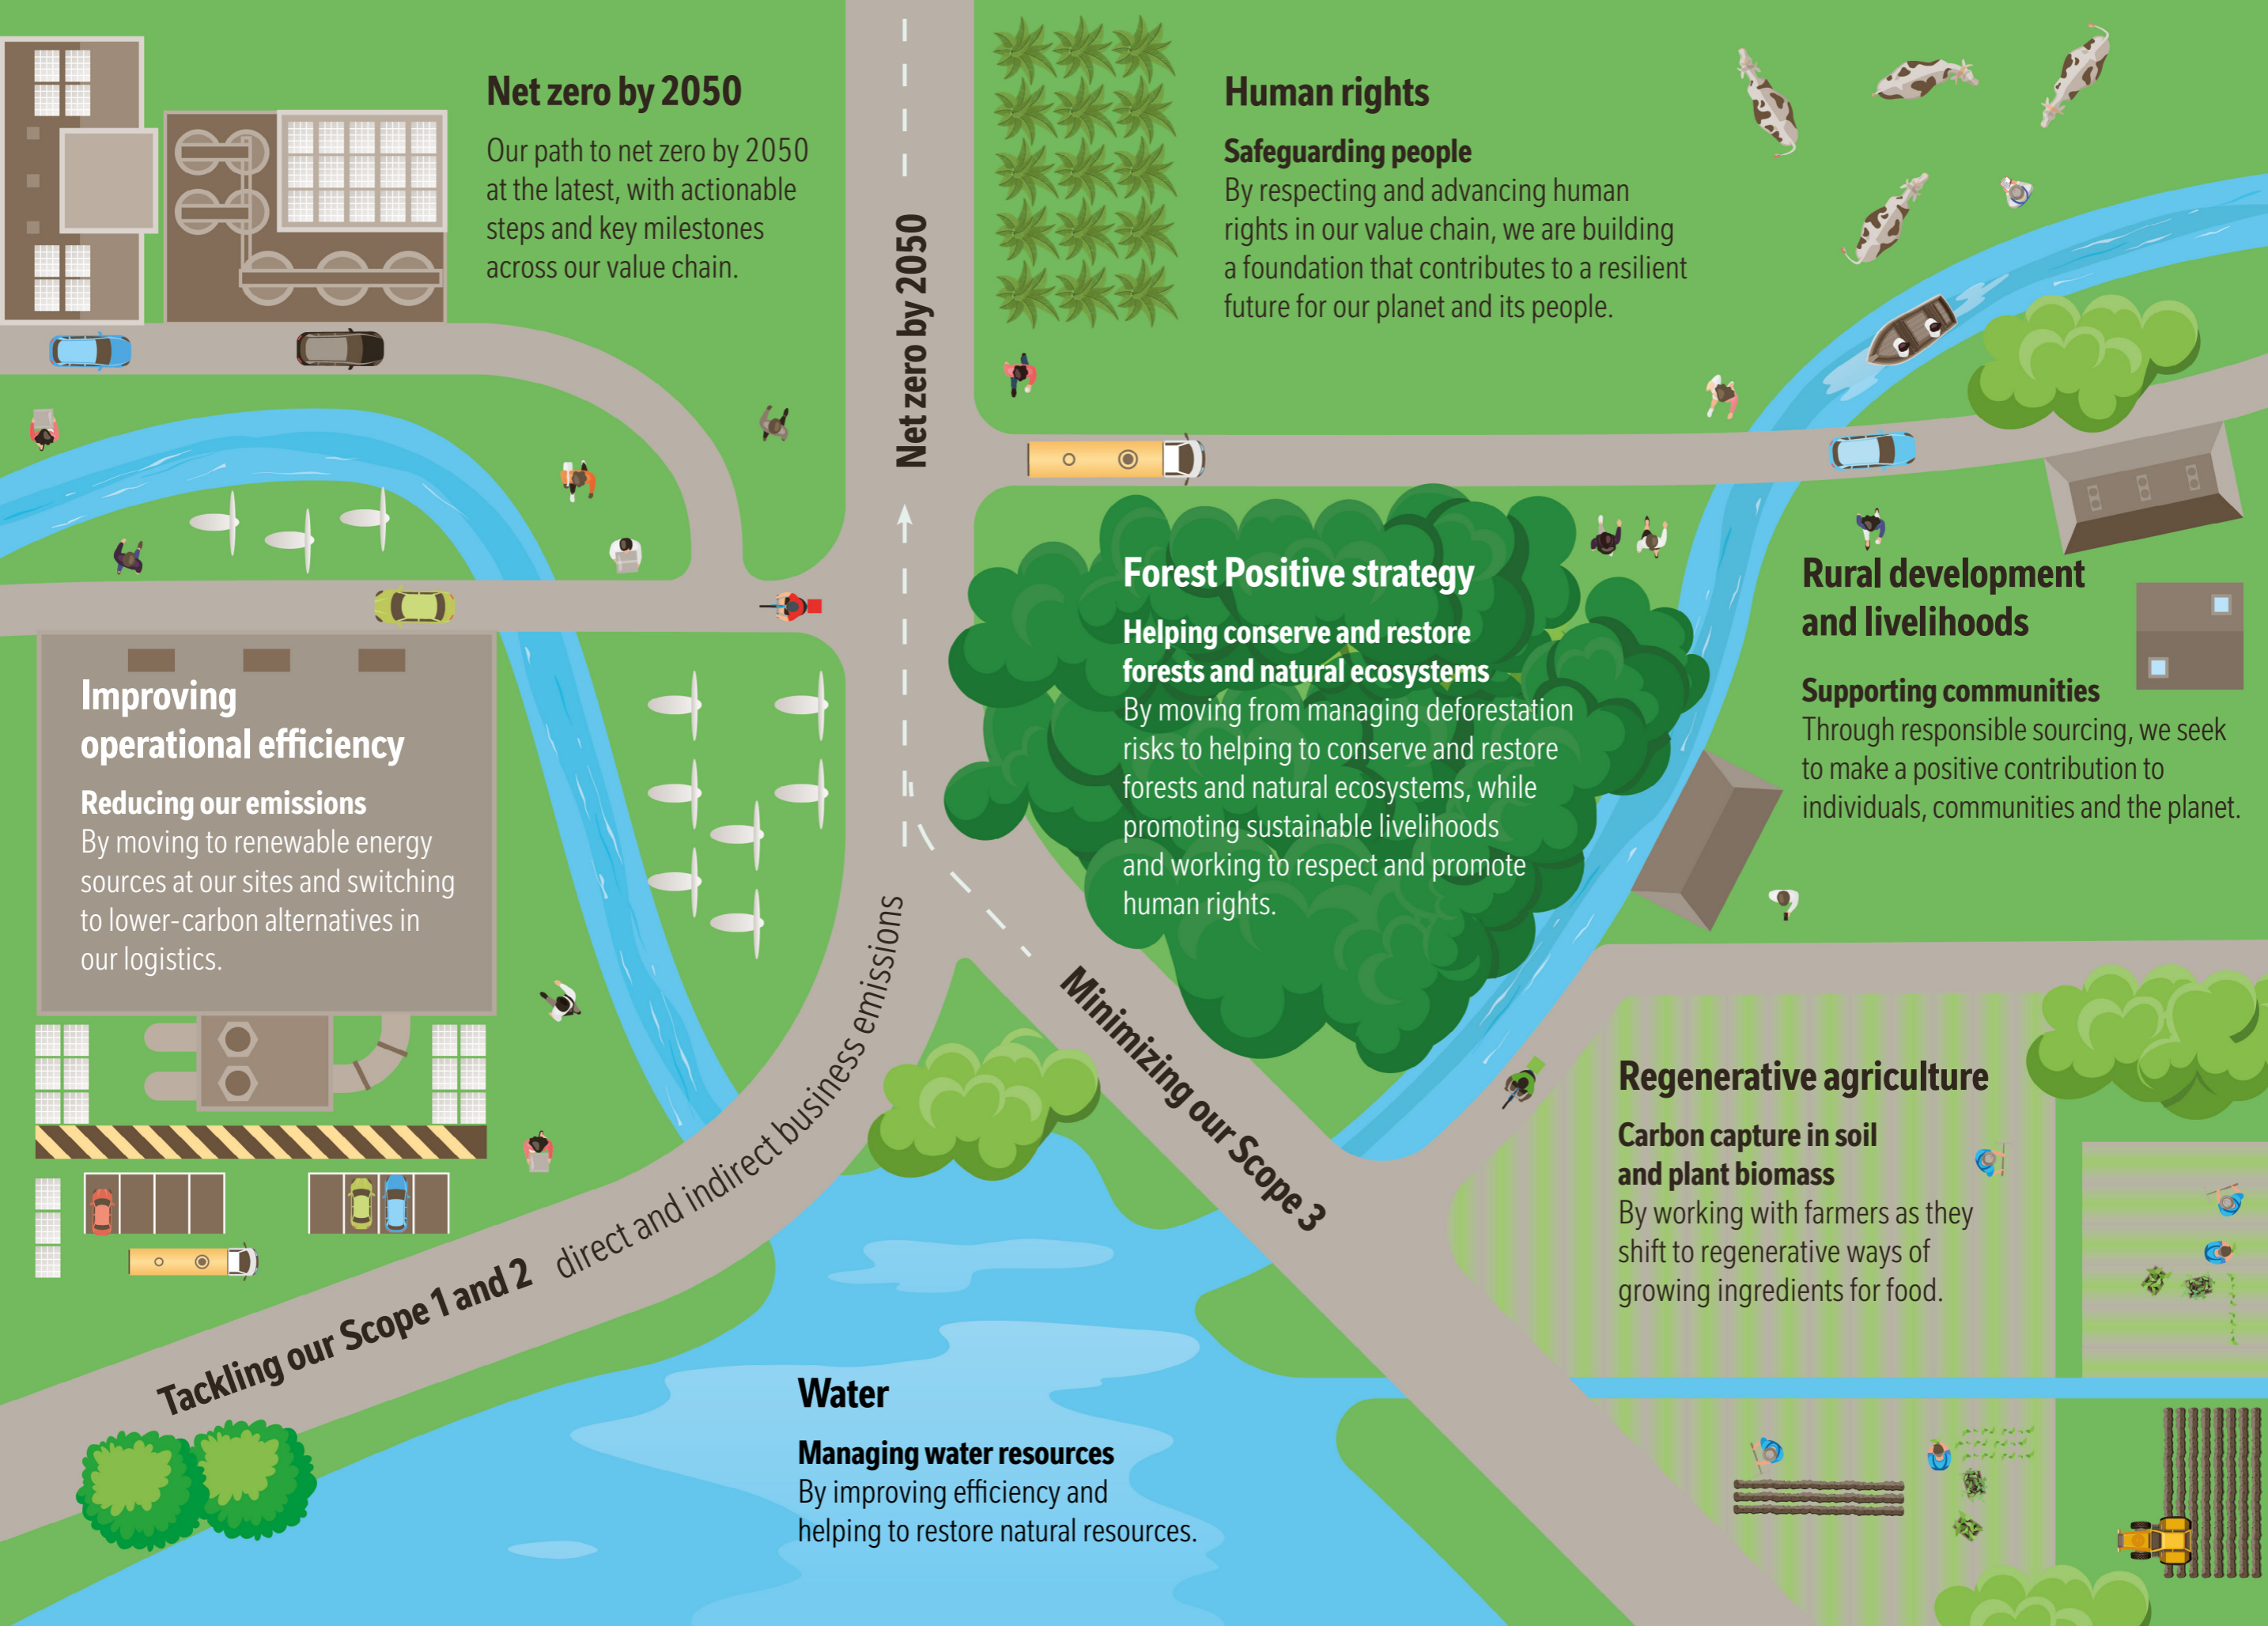 Net zero by 2050
Our path to net zero by 2050
at the latest, with actionable
steps and key milestones
across our value chain.
Human rights
Safeguarding people
By respecting and advancing human
rights in our value chain, we are building
a foundation that contributes to a resilient
future for our planet and its people.
Net zero by 2050
Forest Positive strategy
Helping conserve and restore
forests and natural ecosystems
By moving from managing deforestation
risks to helping to conserve and restore
forests and natural ecosystems, while
promoting sustainable livelihoods
and working to respect and promote
human rights.
Rural development
and livelihoods
Supporting communities
Through responsible sourcing, we seek
to make a positive contribution to
individuals, communities and the planet.
Improving
operational efficiency
Reducing our emissions
By moving to renewable energy
sources at our sites and switching
to lower-carbon alternatives in
our logistics.
Tackling our Scope 1 and 2 direct and indirect business emissions
Minimizing our Scope 3
Regenerative agriculture
Carbon capture in soil
and plant biomass
By working with farmers as they
shift to regenerative ways of
growing ingredients for food.
Water
Managing water resources
By improving efficiency and
helping to restore natural resources.